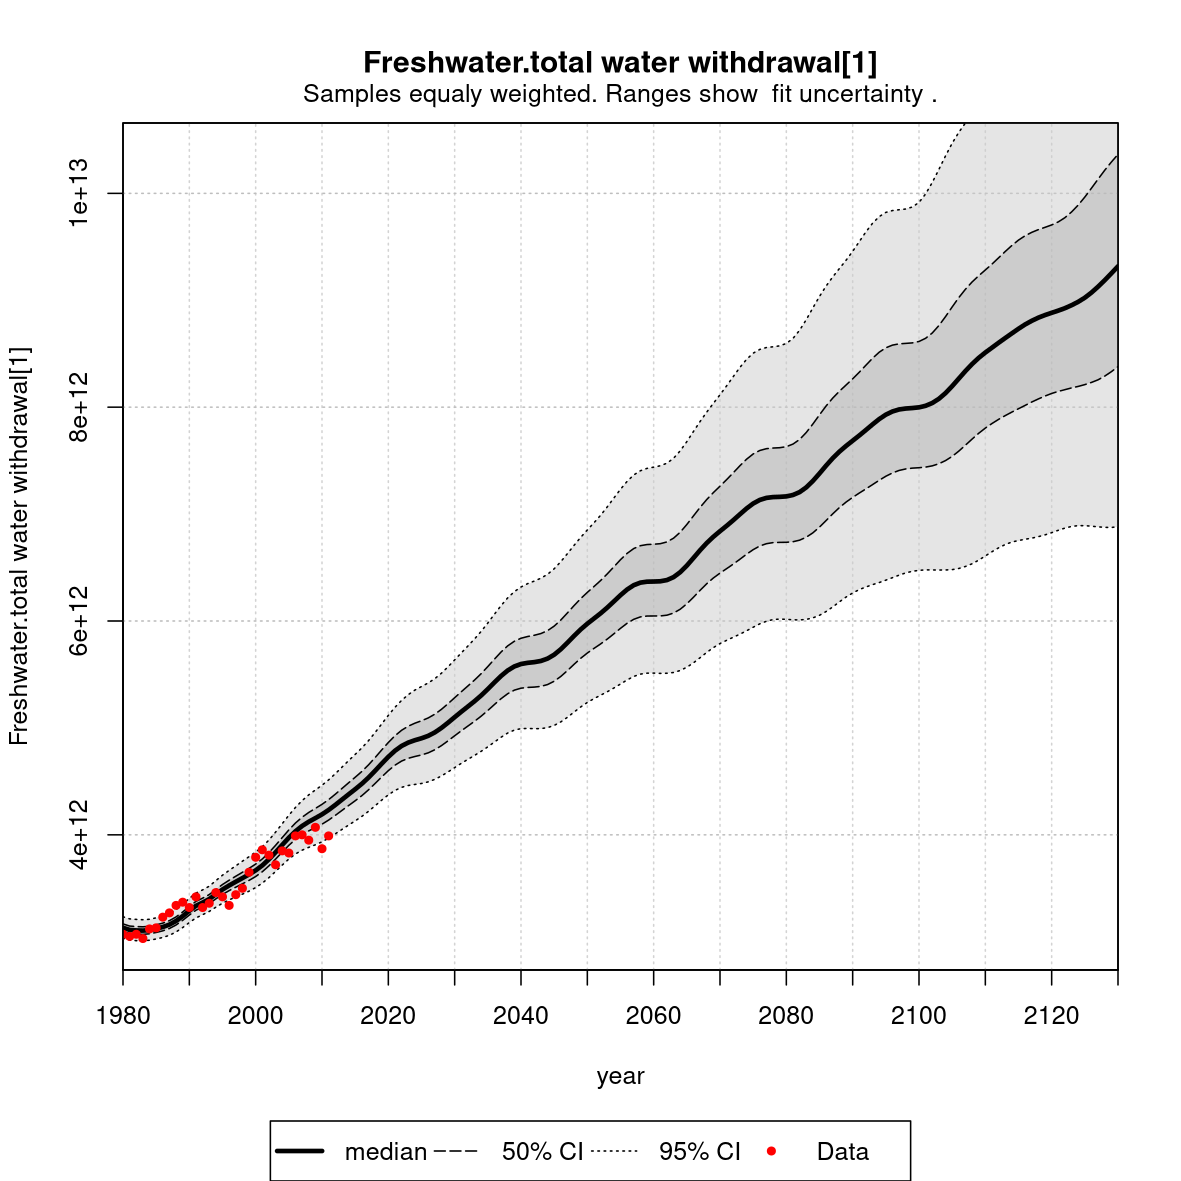 Freshwater.total water withdrawal[1]
Samples equaly weighted. Ranges show  fit uncertainty .
Freshwater.total water withdrawal[1]
1e+13
8e+12
6e+12
4e+12
1980 2000 2020 2040 2060 2080 2100 2120
year
median 50% CI 95% CI Data